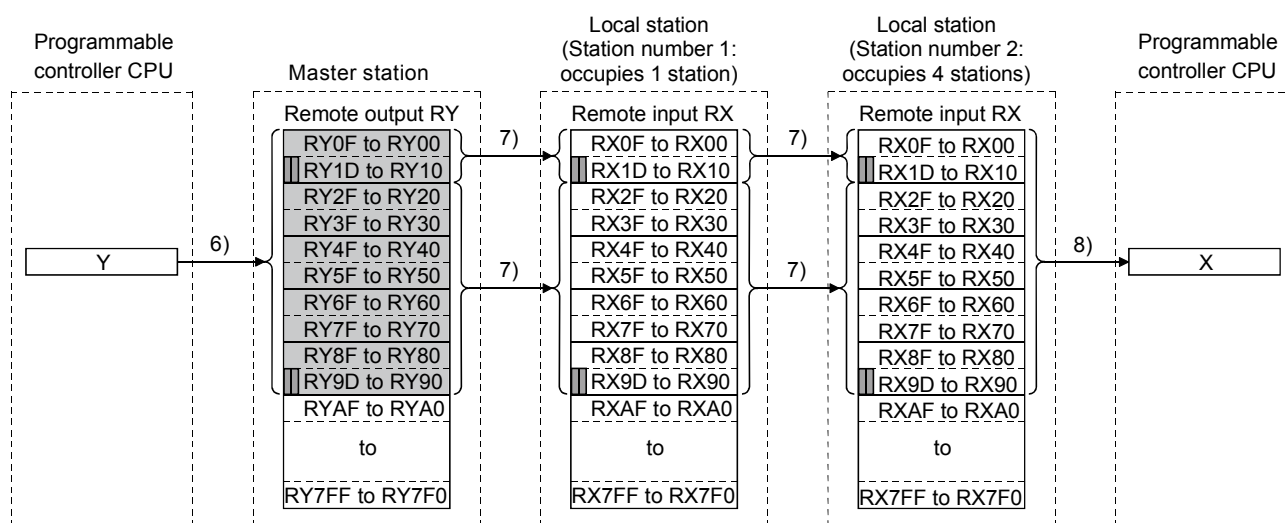 Programmable
controller CPU
Y
6)
Master station
Remote output RY
RY0F to RY00
RY1D to RY10
RY2F to RY20
RY3F to RY30
RY4F to RY40
RY5F to RY50
RY6F to RY60
RY7F to RY70
RY8F to RY80
RY9D to RY90
RYAF to RYA0
to
RY7FF to RY7F0
7)
7)
Local station
(Station number 1:
occupies 1 station)
Remote input RX
RX0F to RX00
RX1D to RX10
RX2F to RX20
RX3F to RX30
RX4F to RX40
RX5F to RX50
RX6F to RX60
RX7F to RX70
RX8F to RX80
RX9D to RX90
RXAF to RXA0
to
RX7FF to RX7F0
7)
7)
Local station
(Station number 2:
occupies 4 stations)
Remote input RX
RX0F to RX00
RX1D to RX10
RX2F to RX20
RX3F to RX30
RX4F to RX40
RX5F to RX50
RX6F to RX60
RX7F to RX70
RX8F to RX80
RX9D to RX90
RXAF to RXA0
to
RX7FF to RX7F0
8)
Programmable
controller CPU
X